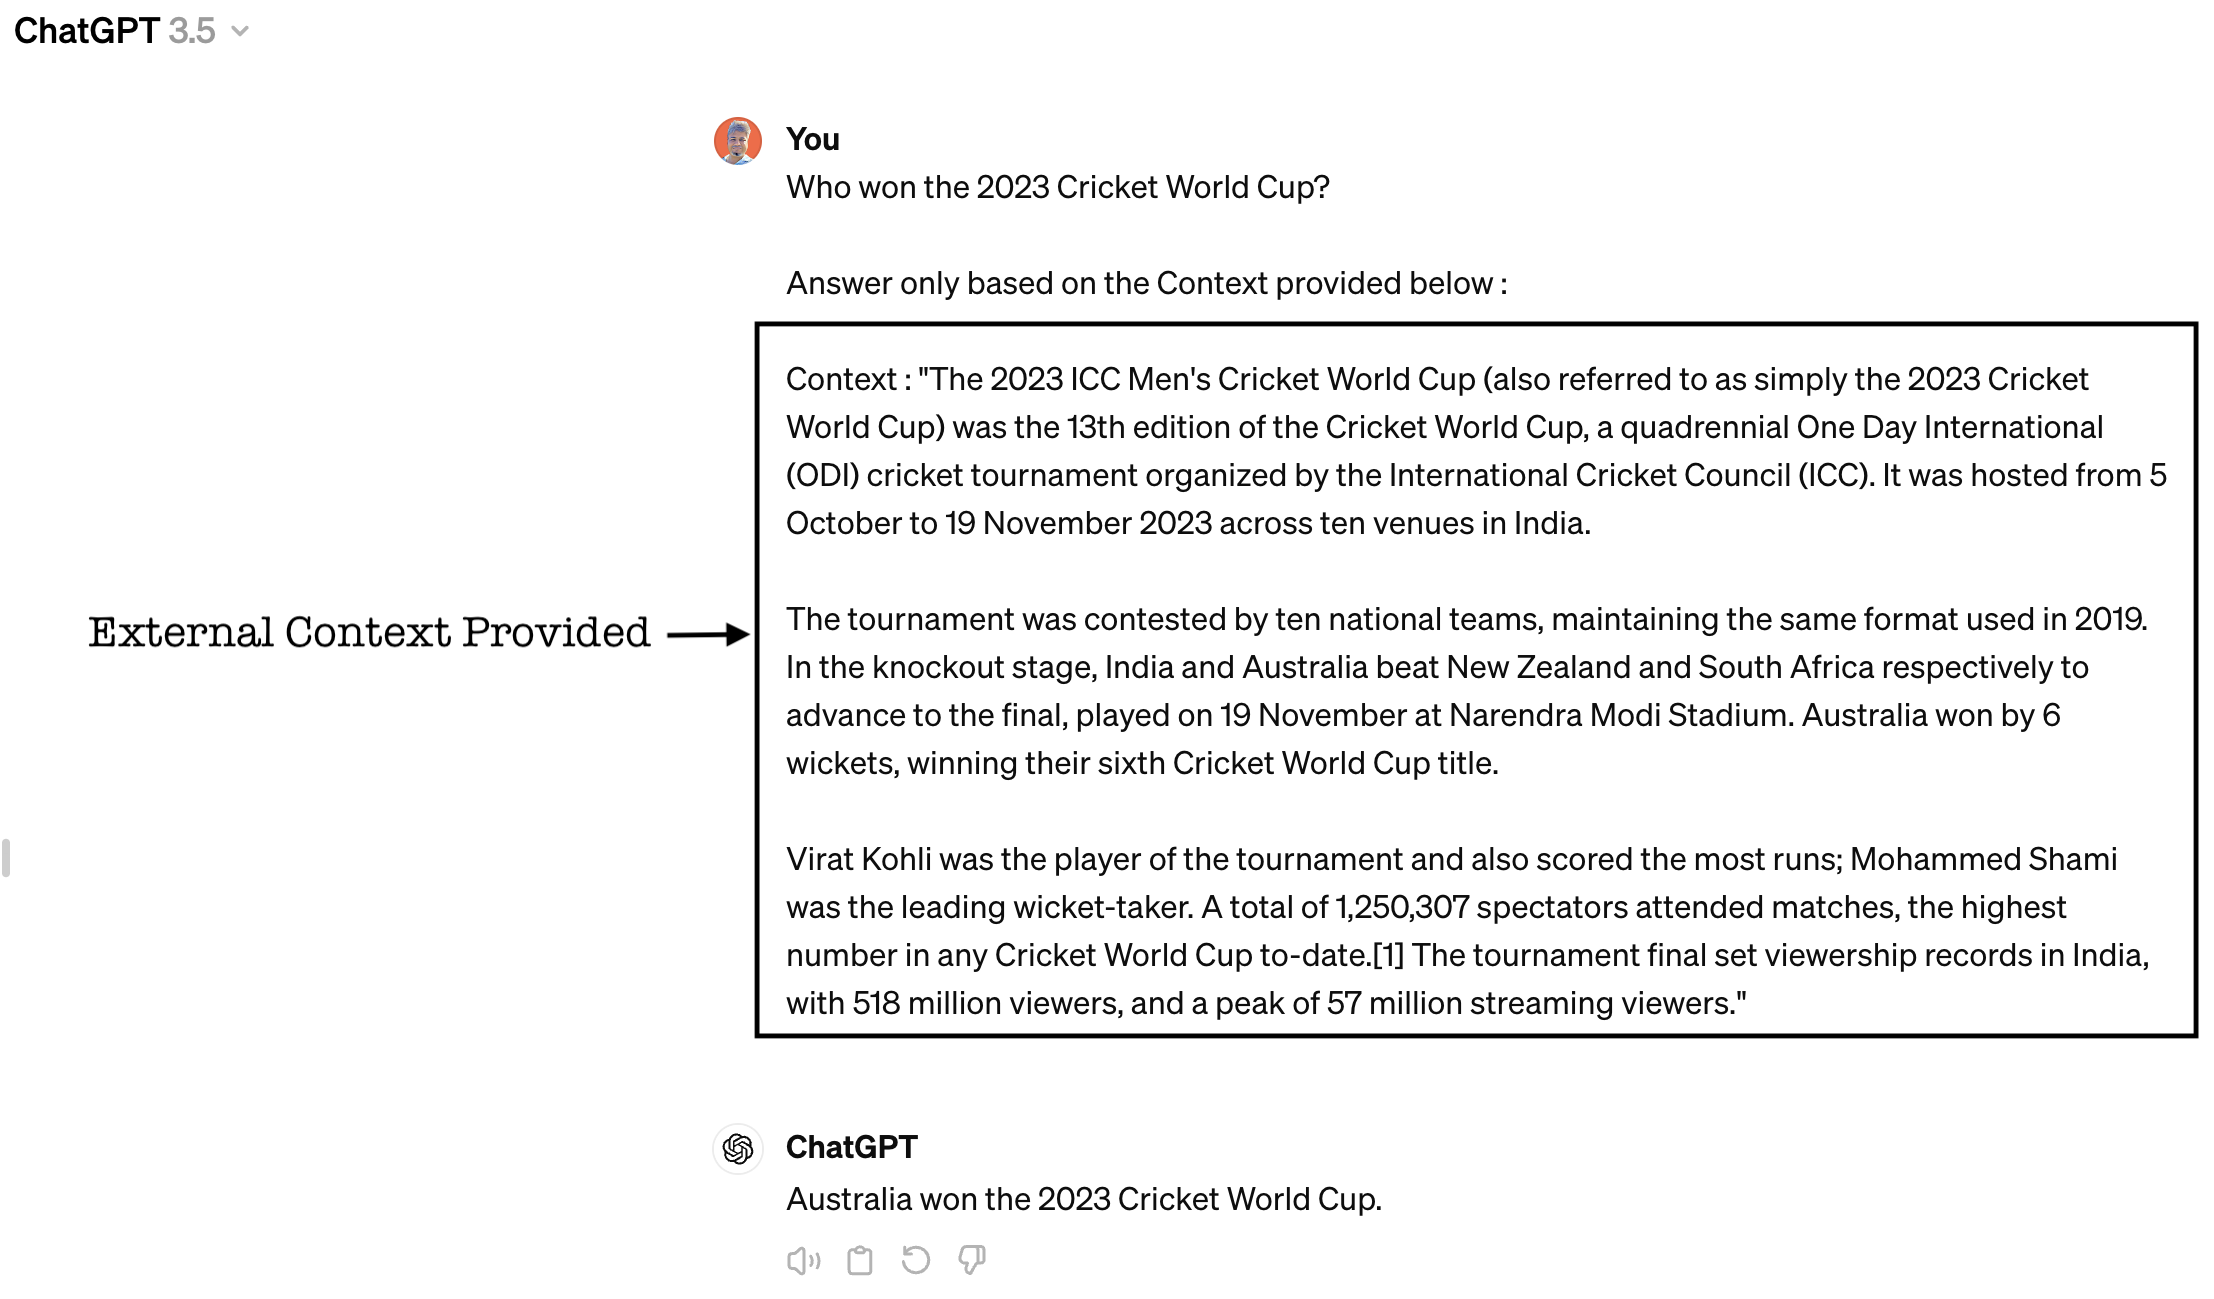 ChatGPT 3.5
You
Who won the 2023 Cricket World Cup?
Answer only based on the Context provided below :
Context : "The 2023 ICC Men's Cricket World Cup (also referred to as simply the 2023 Cricket
World Cup) was the 13th edition of the Cricket World Cup, a quadrennial One Day International
(ODI) cricket tournament organized by the International Cricket Council (ICC). It was hosted from 5
October to 19 November 2023 across ten venues in India.
External Context Provided
The tournament was contested by ten national teams, maintaining the same format used in 2019.
In the knockout stage, India and Australia beat New Zealand and South Africa respectively to
advance to the final, played on 19 November at Narendra Modi Stadium. Australia won by 6
wickets, winning their sixth Cricket World Cup title.
Virat Kohli was the player of the tournament and also scored the most runs; Mohammed Shami
was the leading wicket-taker. A total of 1,250,307 spectators attended matches, the highest
number in any Cricket World Cup to-date.[1] The tournament final set viewership records in India,
with 518 million viewers, and a peak of 57 million streaming viewers."
ChatGPT
Australia won the 2023 Cricket World Cup.